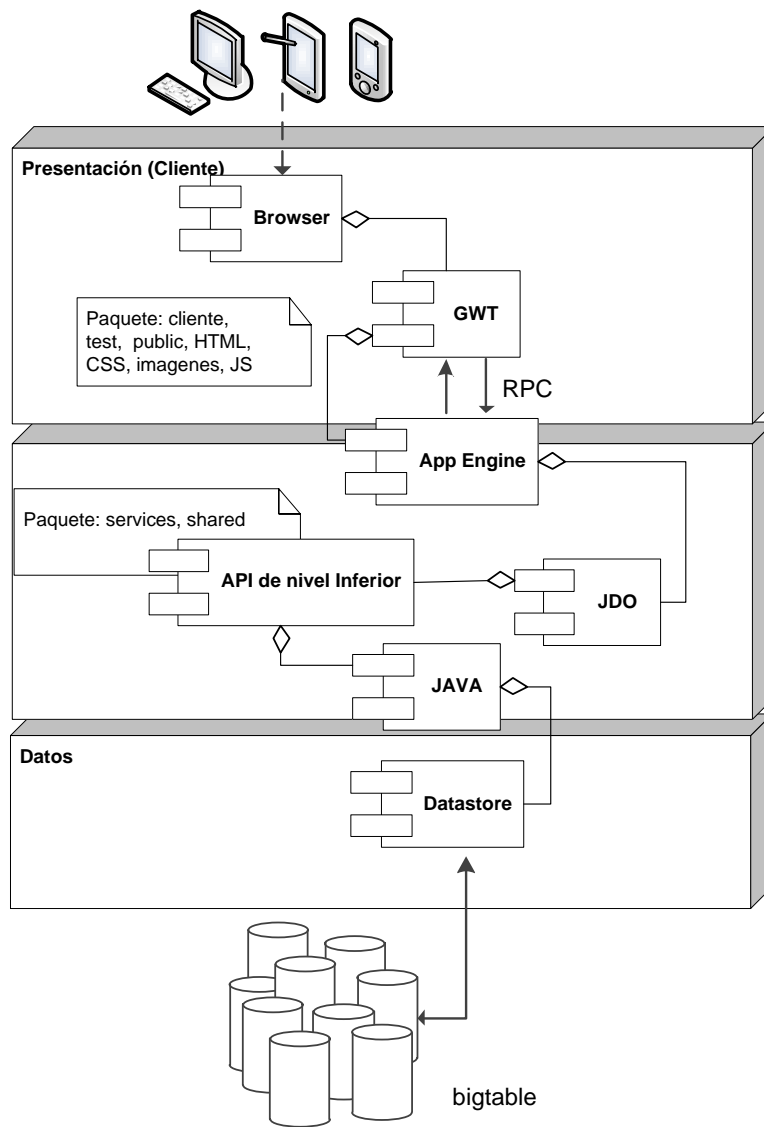 Presentación (Cliente)
Browser
GWT
Paquete: cliente,
test, public, HTML,
CSS, imagenes, JS
RPC
App Engine
Paquete: services, shared
API de nivel Inferior
JDO
JAVA
Datos
Datastore
bigtable